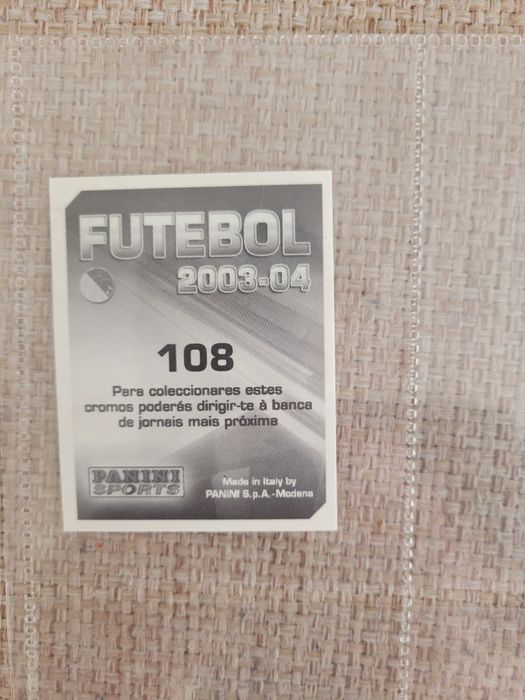 FUTEBOL
2003-04
108
Para coleccionares estes
cromos poderás dirigir-te à banca
de jornais mais próxima
PANINI
SPORTS
Made in Italy by
PANINI S.p.A.-Modena